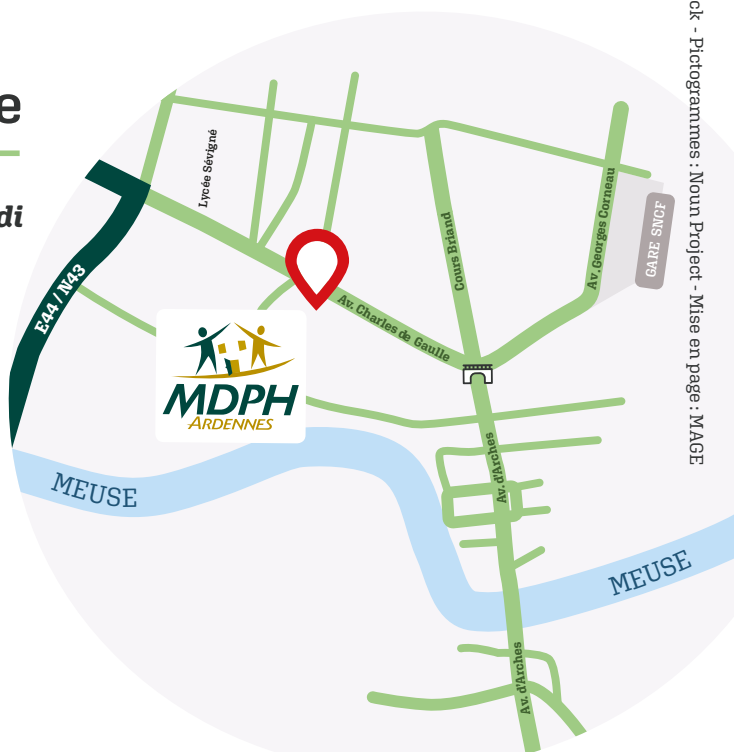 e
di
Lycée Sévigné
E44 / N43
Av. Charles de Gaulle
Cours Briand
Av. Georges Corneau
GARE SNCF
MDPH
ARDENNES
MEUSE
Av. d'Arches
MEUSE
Av. d'Arches
ck - Pictogrammes : Noun Project - Mise en page : MAGE